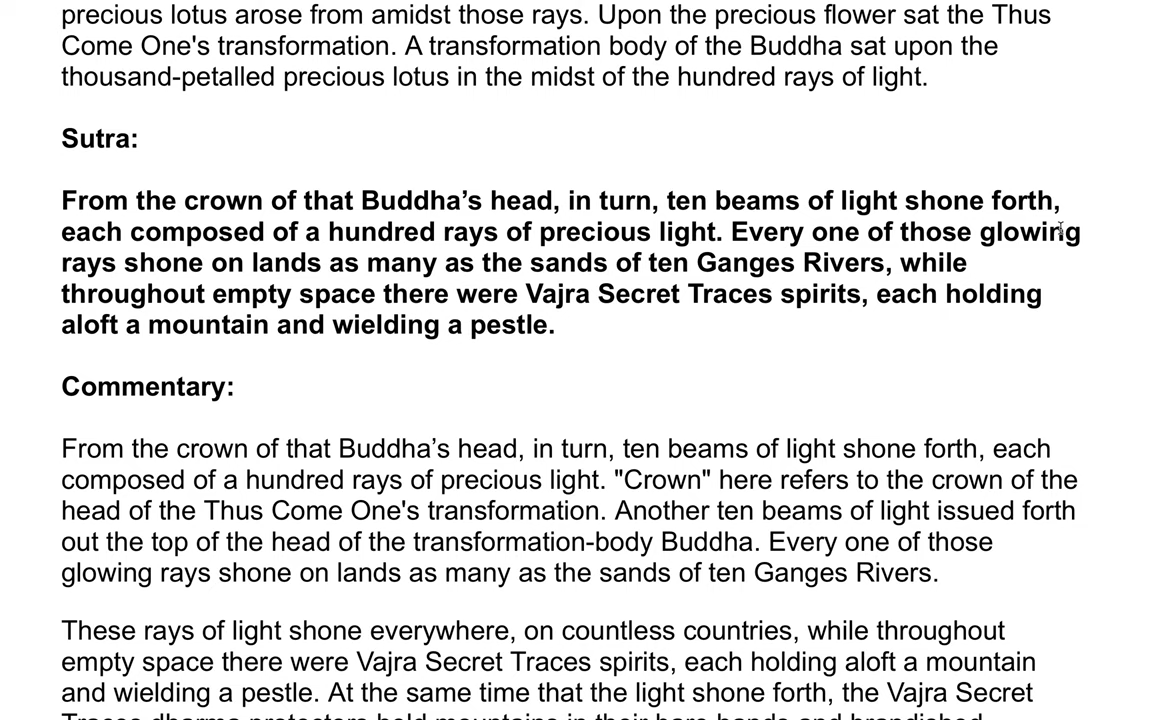 precious lotus arose from amidst those rays. Upon the precious flower sat the Thus
Come One's transformation. A transformation body of the Buddha sat upon the
thousand-petalled precious lotus in the midst of the hundred rays of light.
Sutra:
From the crown of that Buddha’s head, in turn, ten beams of light shone forth,
each composed of a hundred rays of precious light. Every one of those glowing
rays shone on lands as many as the sands of ten Ganges Rivers, while
throughout empty space there were Vajra Secret Traces spirits, each holding
aloft a mountain and wielding a pestle.
Commentary:
From the crown of that Buddha’s head, in turn, ten beams of light shone forth, each
composed of a hundred rays of precious light. "Crown" here refers to the crown of the
head of the Thus Come One's transformation. Another ten beams of light issued forth
out the top of the head of the transformation-body Buddha. Every one of those
glowing rays shone on lands as many as the sands of ten Ganges Rivers.
These rays of light shone everywhere, on countless countries, while throughout
empty space there were Vajra Secret Traces spirits, each holding aloft a mountain
and wielding a pestle. At the same time that the light shone forth, the Vajra Secret
Traces dharma protectors held mountains in their bare hands and brandished